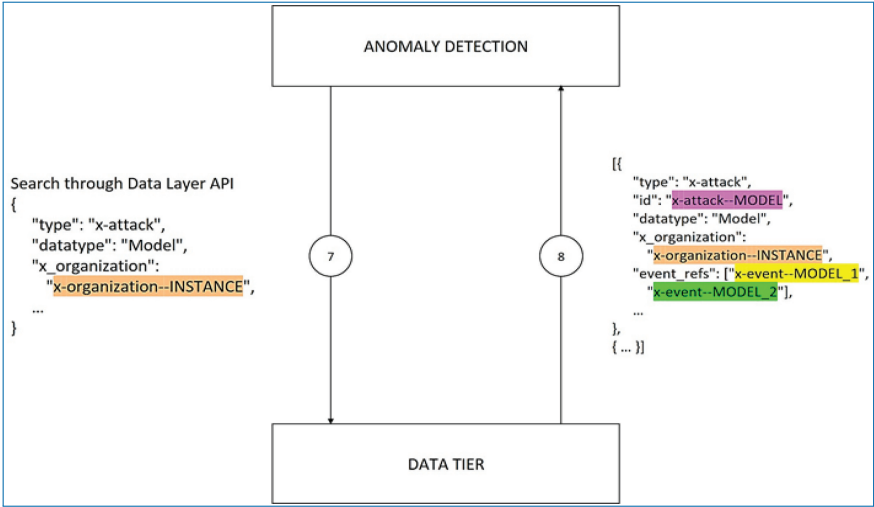 ANOMALY DETECTION
Search through Data Layer API
{
"type": "x-attack",
"datatype": "Model",
"x_organization":
"x-organization--INSTANCE",
...
}
7
8
[{
"type": "x-attack",
"id": "x-attack--MODEL",
"datatype": "Model",
"x_organization":
"x-organization--INSTANCE",
"event_refs": ["x-event--MODEL_1",
"x-event--MODEL_2"],
...
},
{ ... }]
DATA TIER